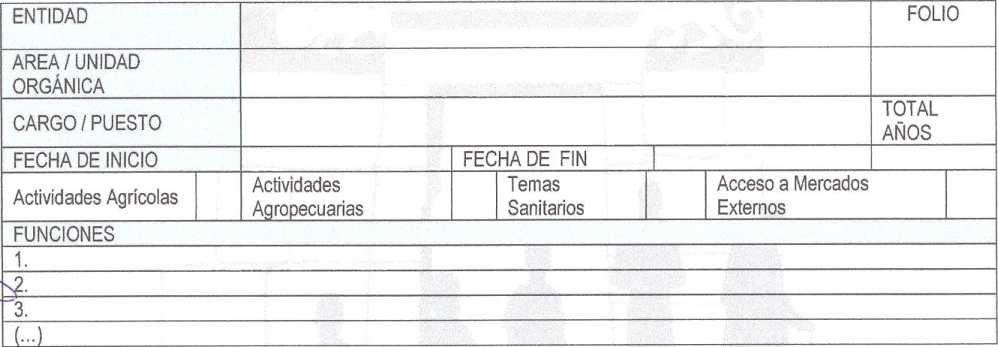 ENTIDAD FOLIO
AREA / UNIDAD
ORGÁNICA
CARGO / PUESTO TOTAL
AÑOS
FECHA DE INICIO FECHA DE FIN
Actividades Agrícolas Actividades
Agropecuarias Temas
Sanitarios Acceso a Mercados
Externos
FUNCIONES
1.
2.
3.
(...)